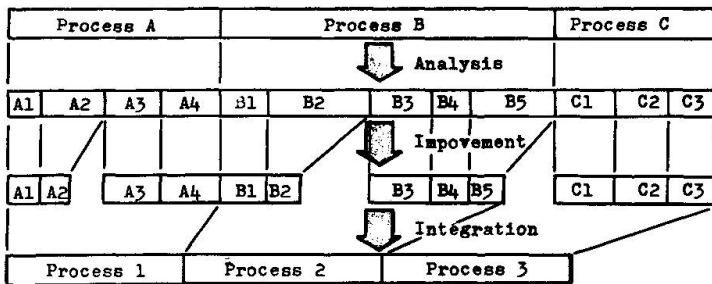 Process A Process B Process C
Analysis
A1 A2 A3 A4 B1 B2 B3 B4 B5 C1 C2 C3
Impovement
A1 A2 A3 A4 B1 B2 B3 B4 B5 C1 C2 C3
Integration
Process 1 Process 2 Process 3